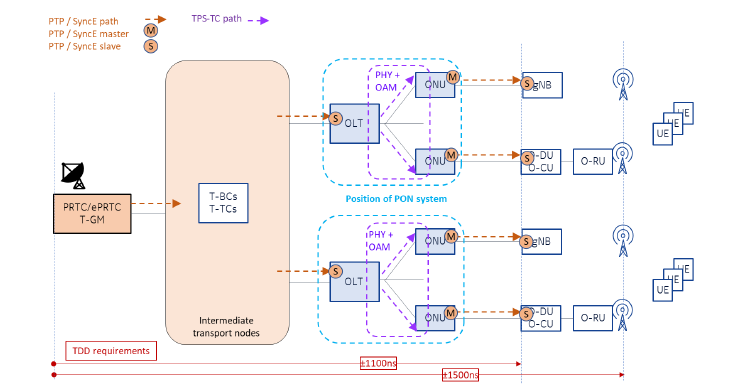 PTP / SyncE path
PTP / SyncE master
M
PTP / SyncE slave
S
TPS-TC path
PRTC/ePRTC
T-GM
T-BCs
T-TCs
Intermediate
transport nodes
S
OLT
PHY +
OAM
ONU
M
ONU
M
S
gNB
S
O-DU
O-CU
O-RU
UE
UE
UE
Position of PON system
S
OLT
PHY +
OAM
ONU
M
ONU
M
S
gNB
S
O-DU
O-CU
O-RU
UE
UE
UE
TDD requirements
±1100ns
±1500ns